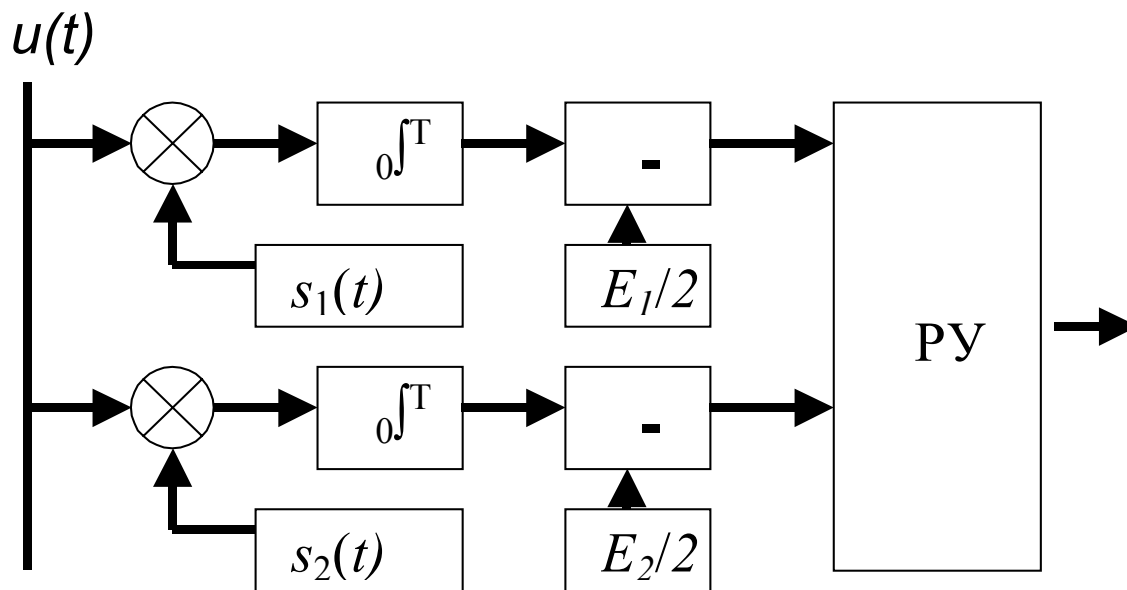 u(t)
₀∫ᵀ
-
s₁(t)
E₁/2
РУ
₀∫ᵀ
-
s₂(t)
E₂/2